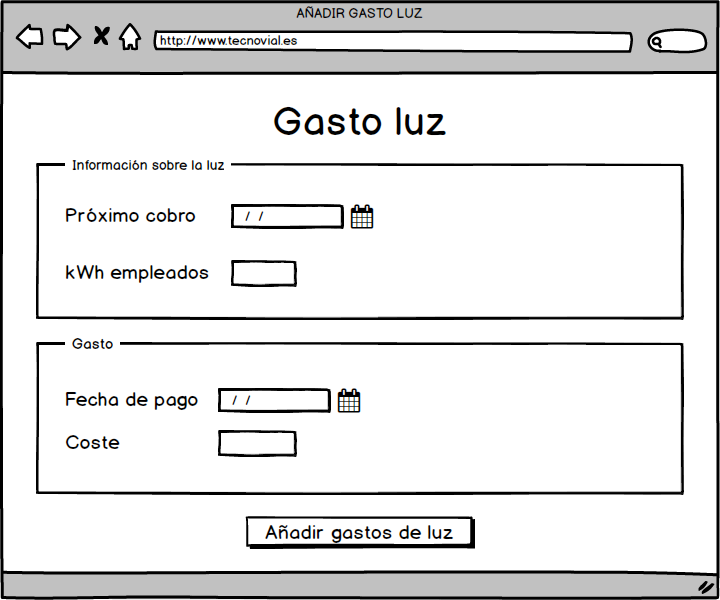 AÑADIR GASTO LUZ
http://www.tecnovial.es
Gasto luz
Información sobre la luz
Próximo cobro / /
kWh empleados
Gasto
Fecha de pago / /
Coste
Añadir gastos de luz